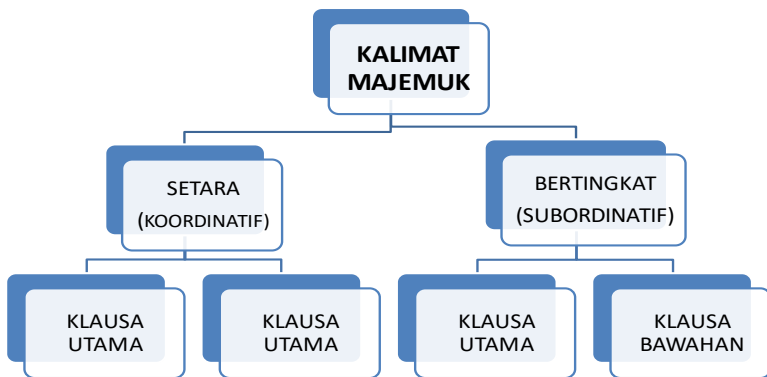 KALIMAT
MAJEMUK
SETARA
(KOORDINATIF)
BERTINGKAT
(SUBORDINATIF)
KLAUSA
UTAMA
KLAUSA
UTAMA
KLAUSA
UTAMA
KLAUSA
BAWAHAN